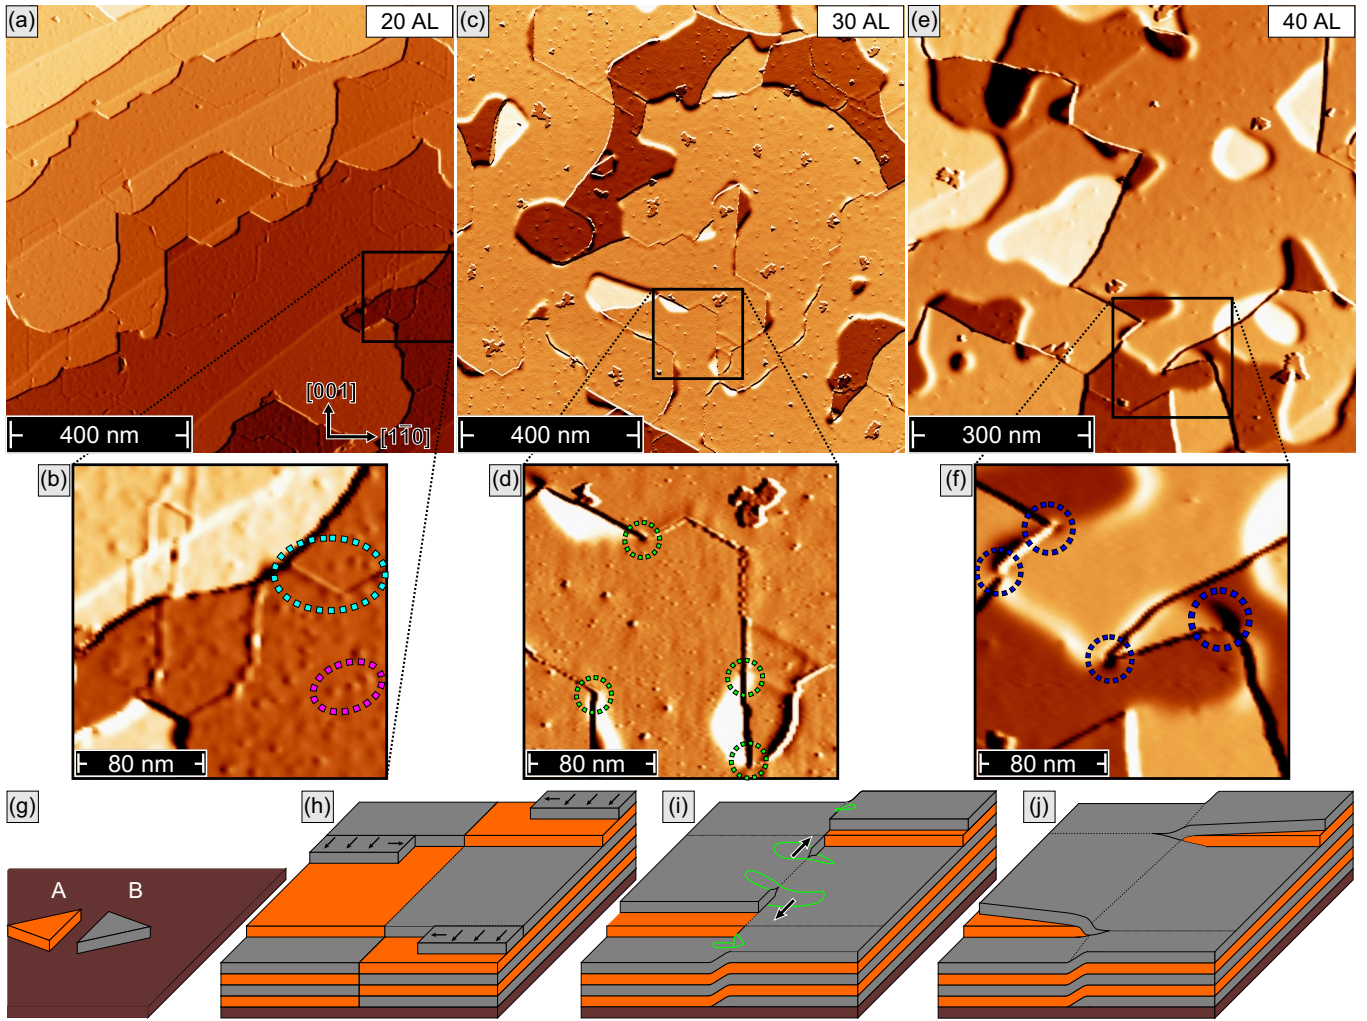 (a)
20 AL
(c)
30 AL
(e)
40 AL
[001]
[11̅0]
400 nm
400 nm
300 nm
(b)
(d)
(f)
80 nm
80 nm
80 nm
(g)
(h)
(i)
(j)
A
B